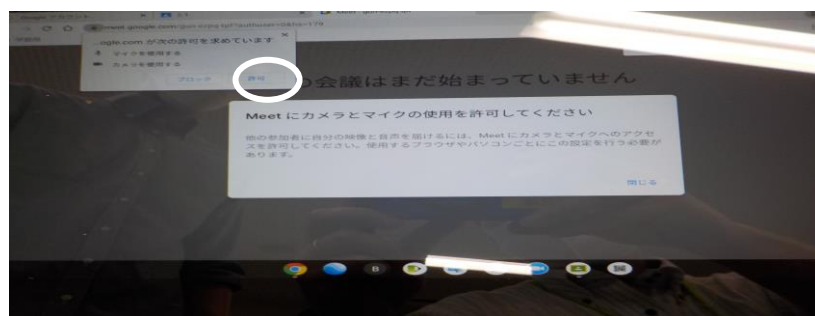 meet.google.com
...ogle.com が次の許可を求めています
×
マイクを使用する
カメラを使用する
ブロック 許可
会議はまだ始まっていません
Meet にカメラとマイクの使用を許可してください
他の参加者に自分の映像と音声を届けるには、Meet にカメラとマイクへのアクセ
スを許可してください。使用するブラウザやパソコンごとにこの設定を行う必要が
あります。
閉じる
B